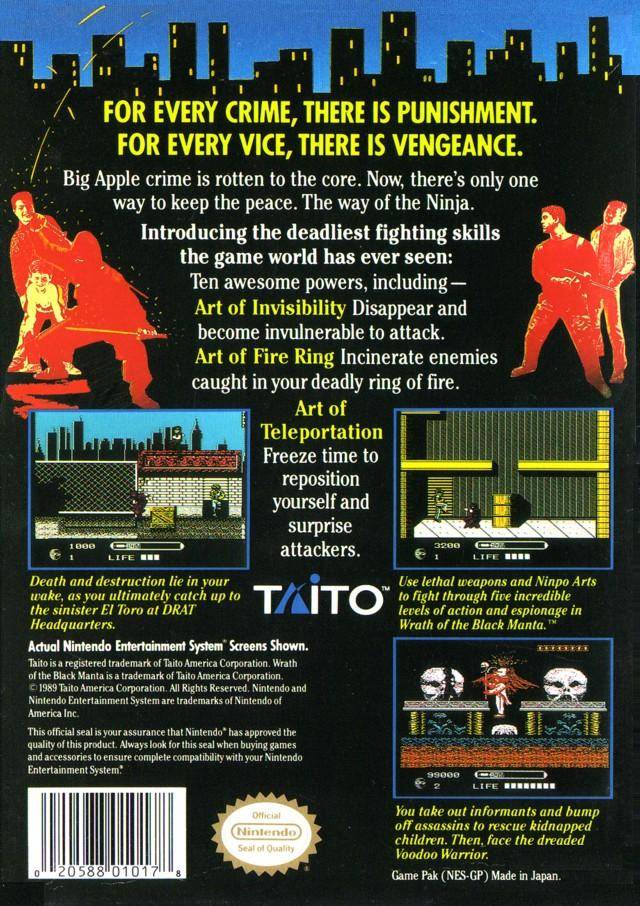 FOR EVERY CRIME, THERE IS PUNISHMENT.
FOR EVERY VICE, THERE IS VENGEANCE.
Big Apple crime is rotten to the core. Now, there's only one
way to keep the peace. The way of the Ninja.
Introducing the deadliest fighting skills
the game world has ever seen:
Ten awesome powers, including—
Art of Invisibility Disappear and
become invulnerable to attack.
Art of Fire Ring Incinerate enemies
caught in your deadly ring of fire.
Art of
Teleportation
Freeze time to
reposition
yourself and
surprise
attackers.
1000
1 LIFE
3200
1 LIFE
Death and destruction lie in your
wake, as you ultimately catch up to
the sinister El Toro at DRAT
Headquarters.
TAITO™
Use lethal weapons and Ninpo Arts
to fight through five incredible
levels of action and espionage in
Wrath of the Black Manta.™
Actual Nintendo Entertainment System® Screens Shown.
Taito is a registered trademark of Taito America Corporation. Wrath
of the Black Manta is a trademark of Taito America Corporation.
© 1989 Taito America Corporation. All Rights Reserved. Nintendo and
Nintendo Entertainment System are trademarks of Nintendo of
America Inc.
This official seal is your assurance that Nintendo® has approved the
quality of this product. Always look for this seal when buying games
and accessories to ensure complete compatibility with your Nintendo
Entertainment System®
99000
2 LIFE
You take out informants and bump
off assassins to rescue kidnapped
children. Then, face the dreaded
Voodoo Warrior.
0 20588 01017 8
Official
Nintendo
Seal of Quality
Game Pak (NES-GP) Made in Japan.